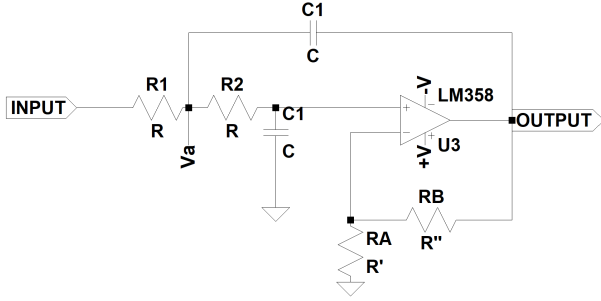 C1
C
R1
R2
C1
-V
LM358
INPUT
+
−
OUTPUT
R
R
C
−
+
U3
Va
+V
RB
RA
R"
R'